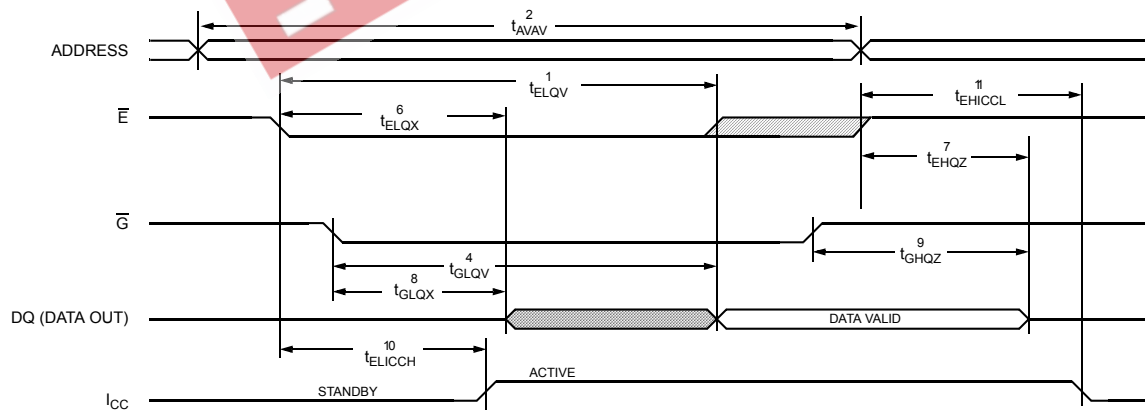 2
tAVAV
ADDRESS
1
tELQV
11
tEHICCL
E
6
tELQX
7
tEHQZ
G
4
tGLQV
9
tGHQZ
8
tGLQX
DQ (DATA OUT)
DATA VALID
10
tELICCH
ACTIVE
STANDBY
ICC